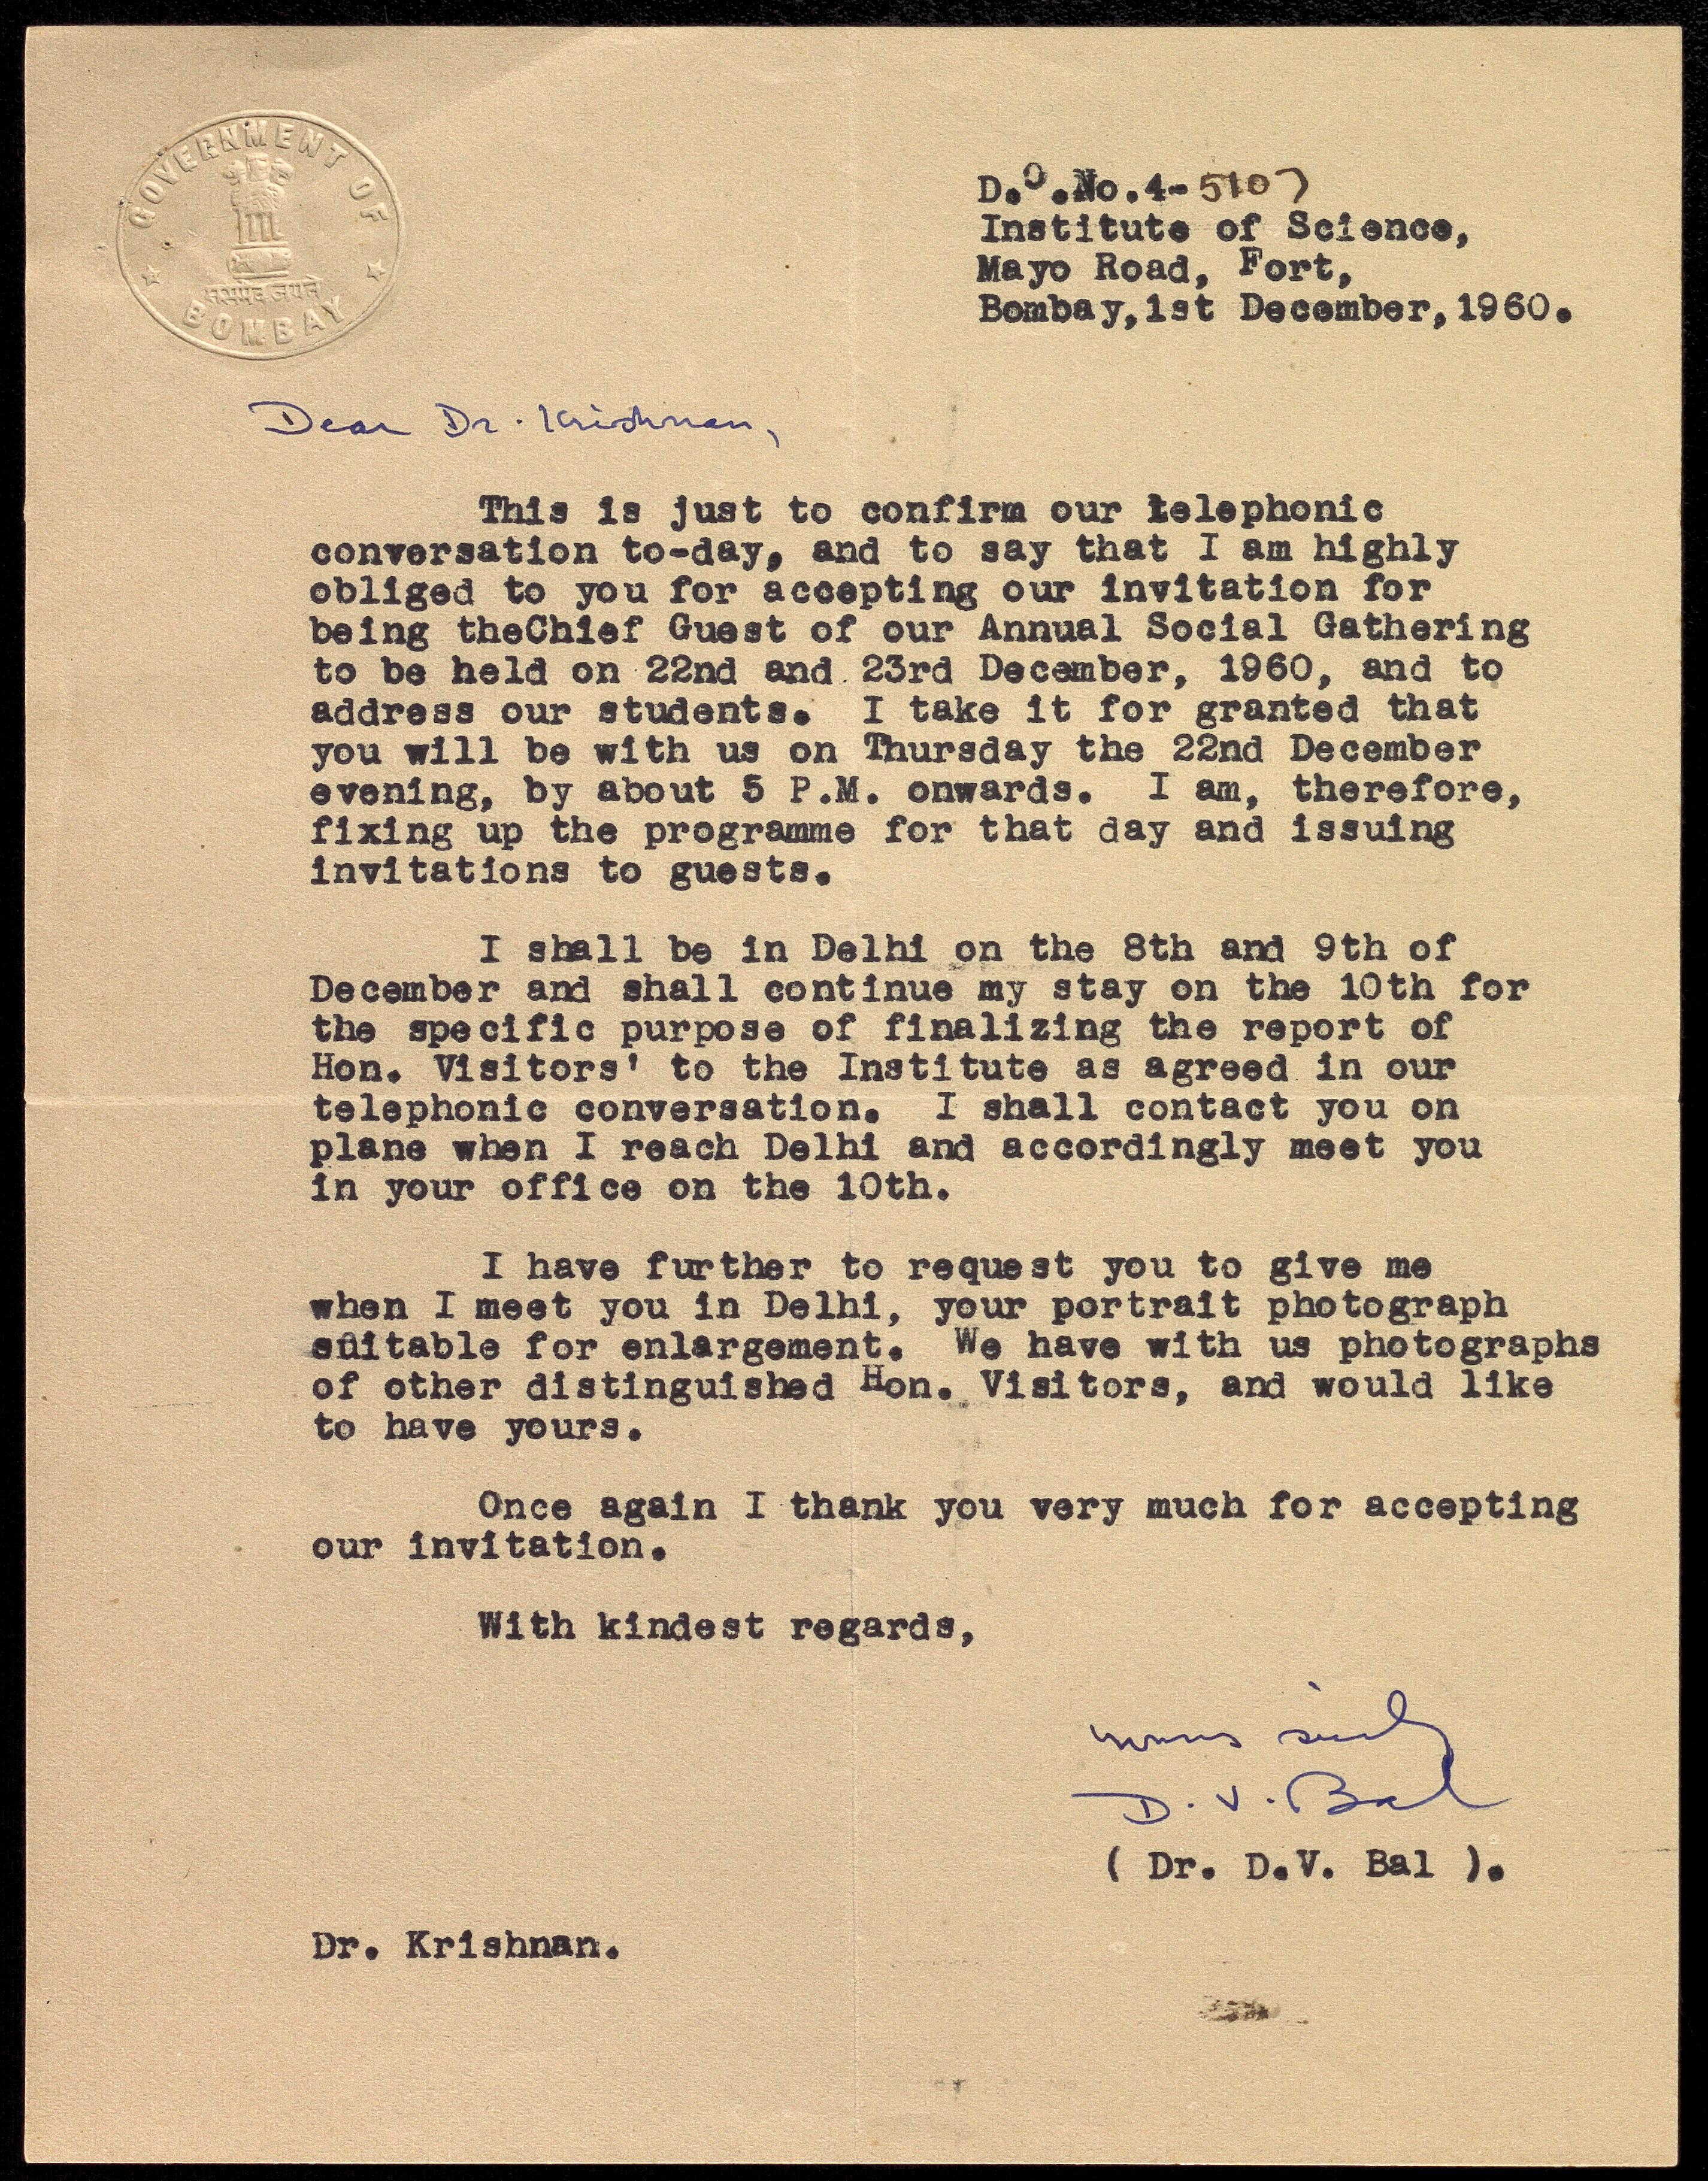 GOVERNMENT OF
सत्यमेव जयते
BOMBAY
D.O.No.4-5107
Institute of Science,
Mayo Road, Fort,
Bombay,1st December,1960.
Dear Dr. Krishnan,
This is just to confirm our telephonic
conversation to-day, and to say that I am highly
obliged to you for accepting our invitation for
being theChief Guest of our Annual Social Gathering
to be held on 22nd and 23rd December, 1960, and to
address our students. I take it for granted that
you will be with us on Thursday the 22nd December
evening, by about 5 P.M. onwards. I am, therefore,
fixing up the programme for that day and issuing
invitations to guests.
I shall be in Delhi on the 8th and 9th of
December and shall continue my stay on the 10th for
the specific purpose of finalizing the report of
Hon. Visitors' to the Institute as agreed in our
telephonic conversation. I shall contact you on
plane when I reach Delhi and accordingly meet you
in your office on the 10th.
I have further to request you to give me
when I meet you in Delhi, your portrait photograph
suitable for enlargement. We have with us photographs
of other distinguished Hon. Visitors, and would like
to have yours.
Once again I thank you very much for accepting
our invitation.
With kindest regards,
Yours sincly
D. V. Bal
( Dr. D.V. Bal ).
Dr. Krishnan.